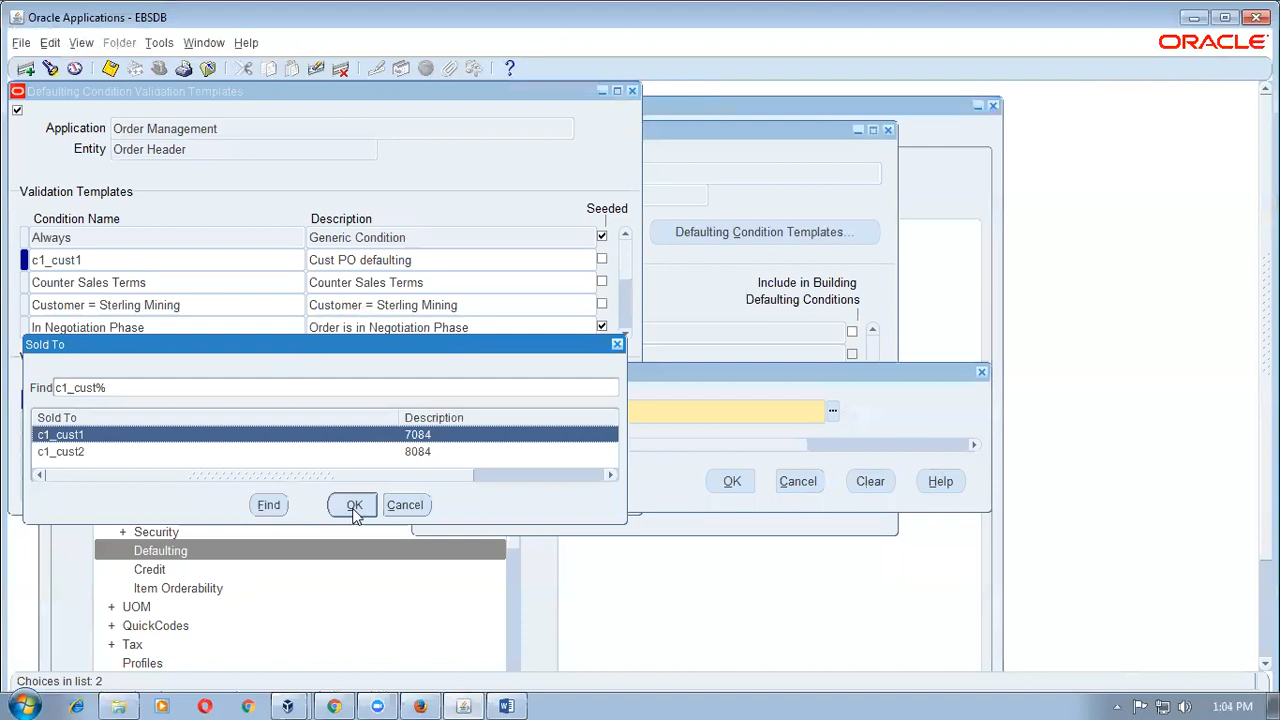 Oracle Applications - EBSDB
File Edit View Folder Tools Window Help
ORACLE
Defaulting Condition Validation Templates
Application Order Management
Entity Order Header
Defaulting Condition Templates...
Validation Templates
Seeded
Condition Name Description
Always Generic Condition
c1_cust1 Cust PO defaulting
Counter Sales Terms Counter Sales Terms
Customer = Sterling Mining Customer = Sterling Mining
In Negotiation Phase Order is in Negotiation Phase
Include in Building
Defaulting Conditions
Sold To
Find c1_cust%
Sold To Description
c1_cust1 7084
c1_cust2 8084
Find OK Cancel
OK Cancel Clear Help
+ Security
Defaulting
Credit
Item Orderability
+ UOM
+ QuickCodes
+ Tax
Profiles
Choices in list: 2
1:04 PM